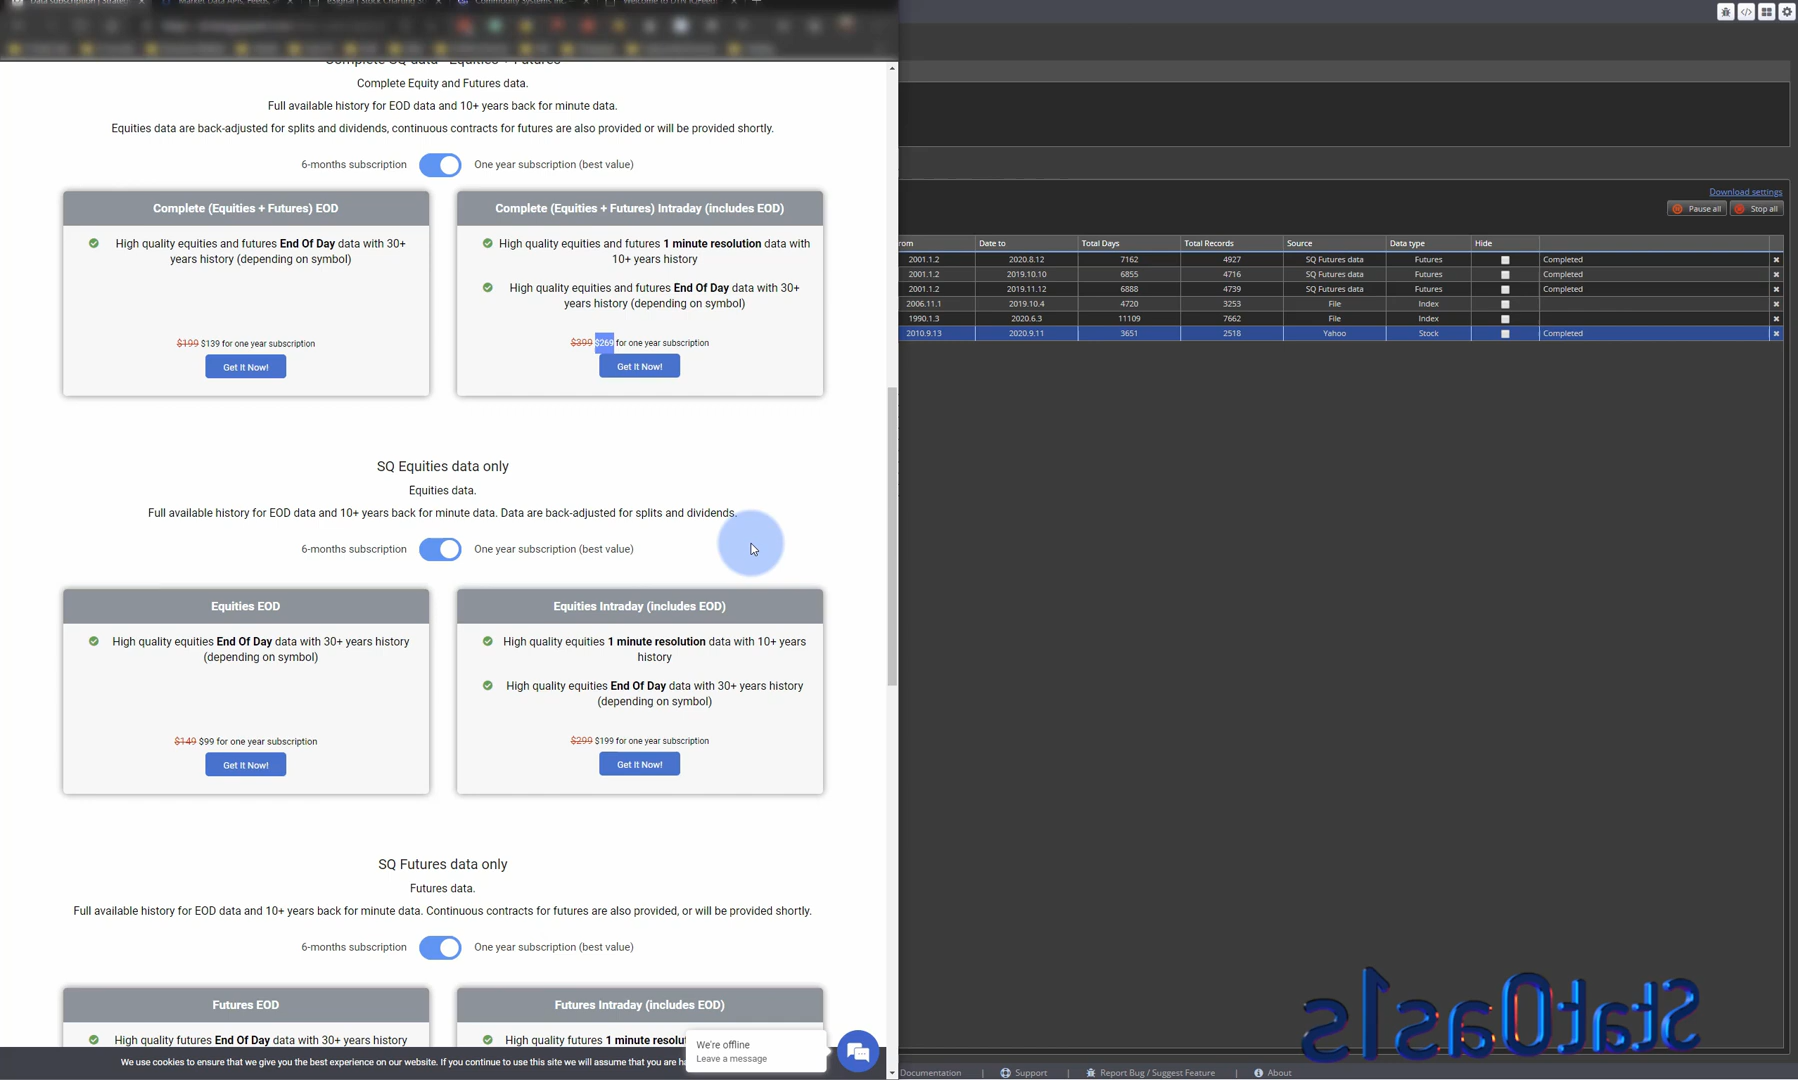 Complete SQ data - Equities + Futures
Complete Equity and Futures data.
Full available history for EOD data and 10+ years back for minute data.
Equities data are back-adjusted for splits and dividends, continuous contracts for futures are also provided or will be provided shortly.
6-months subscription One year subscription (best value)
Complete (Equities + Futures) EOD
High quality equities and futures End Of Day data with 30+
years history (depending on symbol)
$199 $139 for one year subscription
Get It Now!
Complete (Equities + Futures) Intraday (includes EOD)
High quality equities and futures 1 minute resolution data with
10+ years history
High quality equities and futures End Of Day data with 30+
years history (depending on symbol)
$399 $269 for one year subscription
Get It Now!
SQ Equities data only
Equities data.
Full available history for EOD data and 10+ years back for minute data. Data are back-adjusted for splits and dividends.
6-months subscription One year subscription (best value)
Equities EOD
High quality equities End Of Day data with 30+ years history
(depending on symbol)
$149 $99 for one year subscription
Get It Now!
Equities Intraday (includes EOD)
High quality equities 1 minute resolution data with 10+ years
history
High quality equities End Of Day data with 30+ years history
(depending on symbol)
$299 $199 for one year subscription
Get It Now!
SQ Futures data only
Futures data.
Full available history for EOD data and 10+ years back for minute data. Continuous contracts for futures are also provided, or will be provided shortly.
6-months subscription One year subscription (best value)
Futures EOD
High quality futures End Of Day data with 30+ years history
Futures Intraday (includes EOD)
High quality futures 1 minute
We're offline
Leave a message
We use cookies to ensure that we give you the best experience on our website. If you continue to use this site we will assume that you are
Download settings
Pause all Stop all
rom Date to Total Days Total Records Source Data type Hide
2001.1.2 2020.8.12 7162 4927 SQ Futures data Futures Completed
2001.1.2 2019.10.10 6855 4716 SQ Futures data Futures Completed
2001.1.2 2019.11.12 6888 4739 SQ Futures data Futures Completed
2006.11.1 2019.10.4 4720 3253 File Index
1990.1.3 2020.6.3 11109 7662 File Index
2010.9.13 2020.9.11 3651 2518 Yahoo Stock Completed
StatOas1s
Documentation | Support | Report Bug / Suggest Feature | About